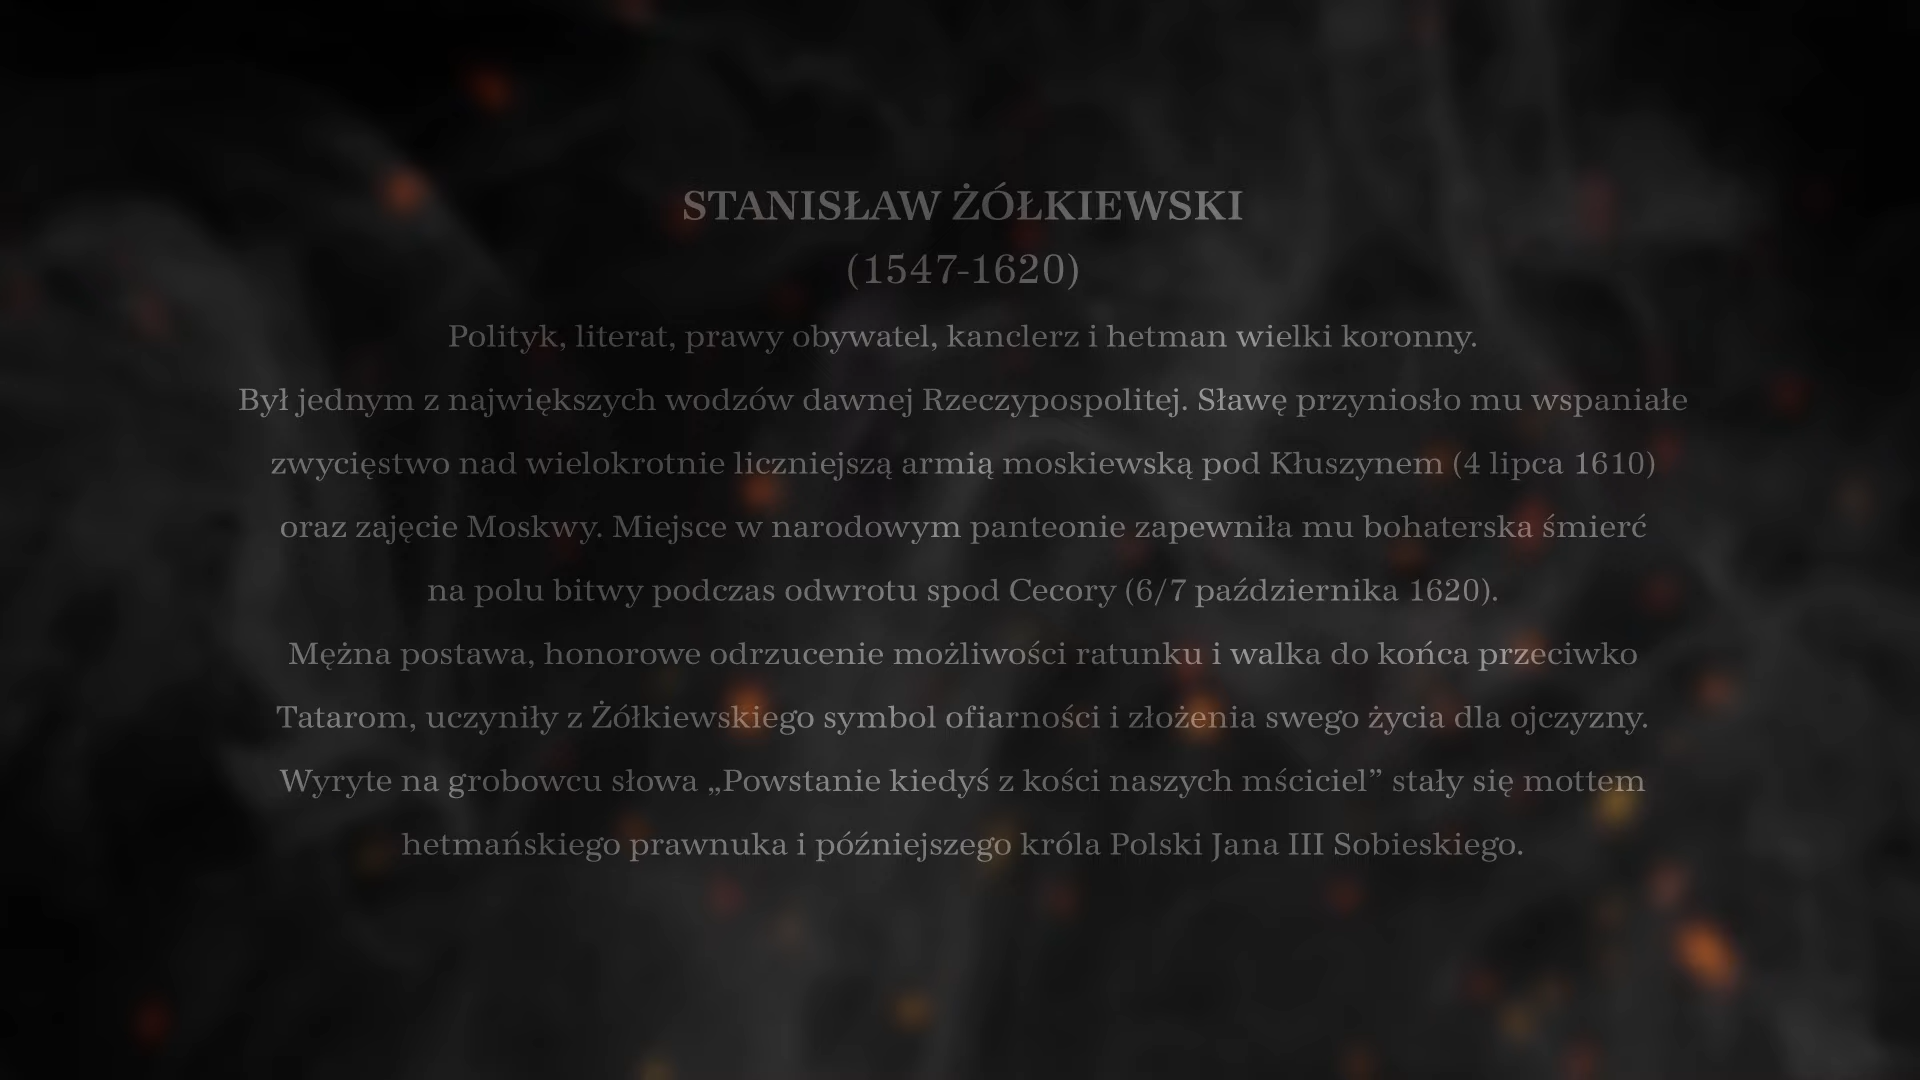 STANISŁAW ŻÓŁKIEWSKI
(1547-1620)
Polityk, literat, prawy obywatel, kanclerz i hetman wielki koronny.
Był jednym z największych wodzów dawnej Rzeczypospolitej. Sławę przyniosło mu wspaniałe
zwycięstwo nad wielokrotnie liczniejszą armią moskiewską pod Kłuszynem (4 lipca 1610)
oraz zajęcie Moskwy. Miejsce w narodowym panteonie zapewniła mu bohaterska śmierć
na polu bitwy podczas odwrotu spod Cecory (6/7 października 1620).
Mężna postawa, honorowe odrzucenie możliwości ratunku i walka do końca przeciwko
Tatarom, uczyniły z Żółkiewskiego symbol ofiarności i złożenia swego życia dla ojczyzny.
Wyryte na grobowcu słowa „Powstanie kiedyś z kości naszych mściciel” stały się mottem
hetmańskiego prawnuka i późniejszego króla Polski Jana III Sobieskiego.